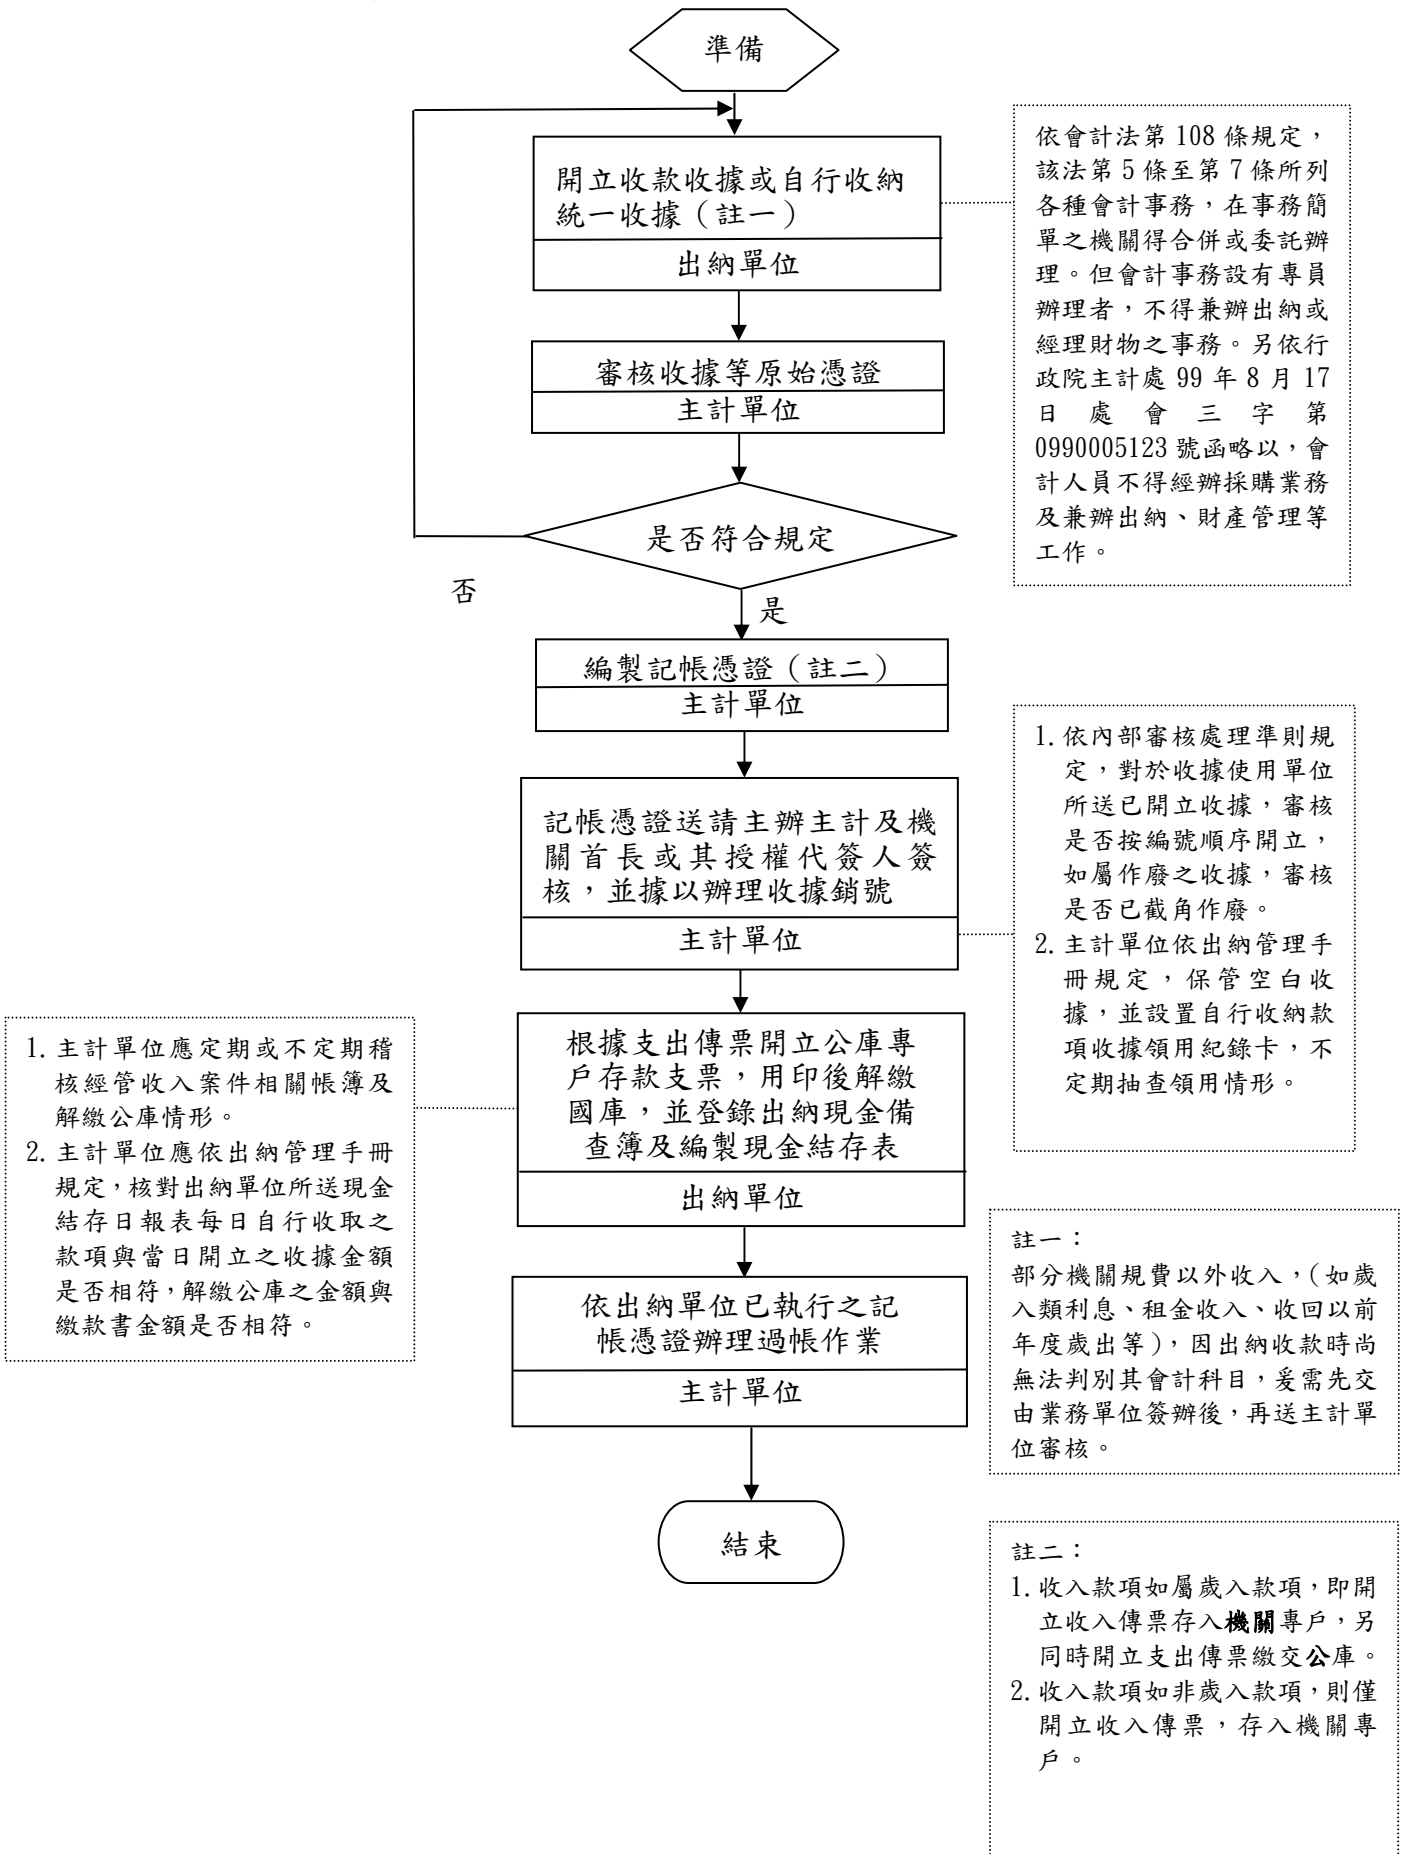 準備
開立收款收據或自行收納
統一收據（註一）
出納單位
依會計法第 108 條規定，
該法第 5 條至第 7 條所列
各種會計事務，在事務簡
單之機關得合併或委託辦
理。但會計事務設有專員
辦理者，不得兼辦出納或
經理財物之事務。另依行
政院主計處 99 年 8 月 17
日處會三字第
0990005123 號函略以，會
計人員不得經辦採購業務
及兼辦出納、財產管理等
工作。
審核收據等原始憑證
主計單位
是否符合規定
否
是
編製記帳憑證（註二）
主計單位
記帳憑證送請主辦主計及機
關首長或其授權代簽人簽
核，並據以辦理收據銷號
主計單位
1. 依內部審核處理準則規
定，對於收據使用單位
所送已開立收據，審核
是否按編號順序開立，
如屬作廢之收據，審核
是否已截角作廢。
2. 主計單位依出納管理手
冊規定，保管空白收
據，並設置自行收納款
項收據領用紀錄卡，不
定期抽查領用情形。
根據支出傳票開立公庫專
戶存款支票，用印後解繳
國庫，並登錄出納現金備
查簿及編製現金結存表
出納單位
1. 主計單位應定期或不定期稽
核經管收入案件相關帳簿及
解繳公庫情形。
2. 主計單位應依出納管理手冊
規定，核對出納單位所送現金
結存日報表每日自行收取之
款項與當日開立之收據金額
是否相符，解繳公庫之金額與
繳款書金額是否相符。
依出納單位已執行之記
帳憑證辦理過帳作業
主計單位
註一：
部分機關規費以外收入，（如歲
入類利息、租金收入、收回以前
年度歲出等），因出納收款時尚
無法判別其會計科目，爰需先交
由業務單位簽辦後，再送主計單
位審核。
結束
註二：
1. 收入款項如屬歲入款項，即開
立收入傳票存入機關專戶，另
同時開立支出傳票繳交公庫。
2. 收入款項如非歲入款項，則僅
開立收入傳票，存入機關專
戶。